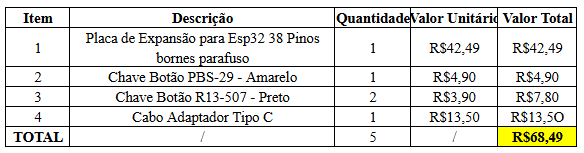 Item Descrição Quantidade Valor Unitário Valor Total
1 Placa de Expansão para Esp32 38 Pinos bornes parafuso 1 R$42,49 R$42,49
2 Chave Botão PBS-29 - Amarelo 1 R$4,90 R$4,90
3 Chave Botão R13-507 - Preto 2 R$3,90 R$7,80
4 Cabo Adaptador Tipo C 1 R$13,50 R$13,5O
TOTAL / 5 / R$68,49